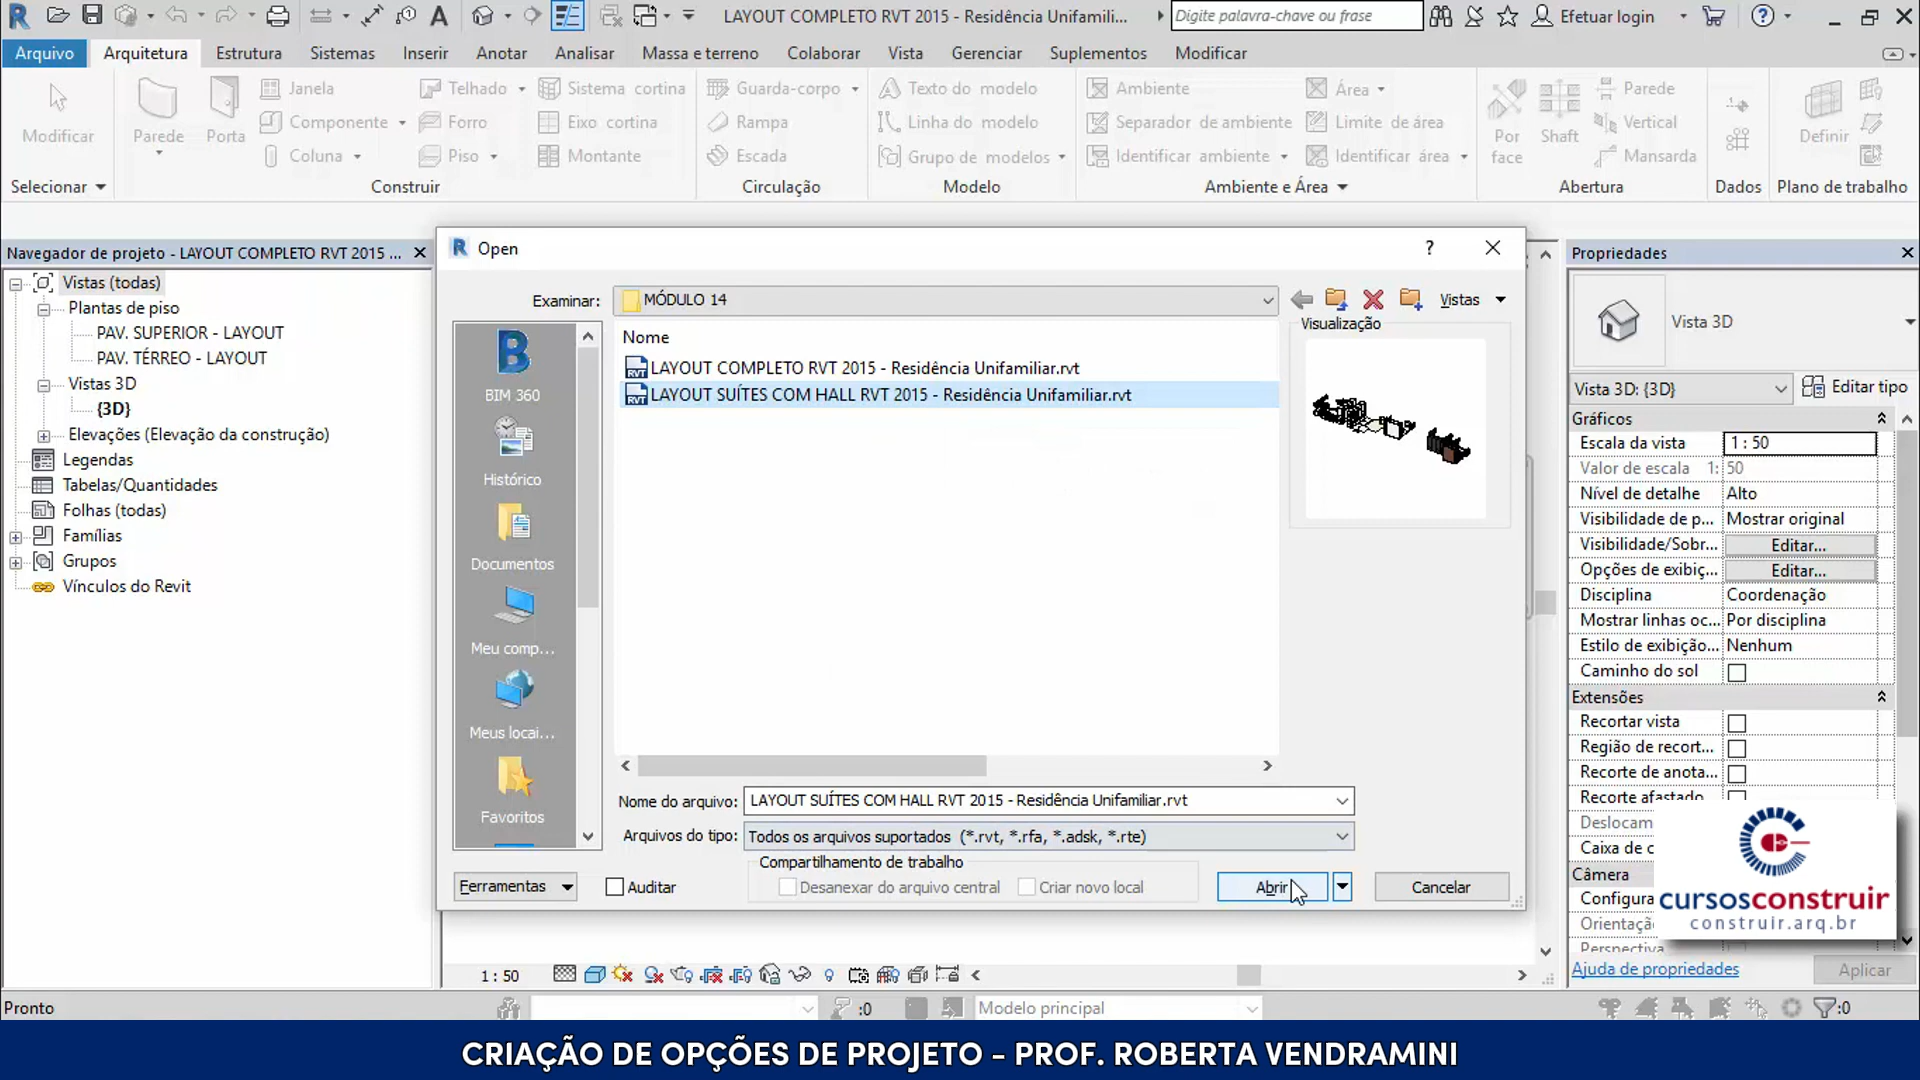 LAYOUT COMPLETO RVT 2015 - Residência Unifamili...
Digite palavra-chave ou frase
Efetuar login
Arquivo Arquitetura Estrutura Sistemas Inserir Anotar Analisar Massa e terreno Colaborar Vista Gerenciar Suplementos Modificar
Modificar
Parede
Porta
Janela
Componente
Coluna
Telhado
Forro
Piso
Sistema cortina
Eixo cortina
Montante
Guarda-corpo
Rampa
Escada
Texto do modelo
Linha do modelo
Grupo de modelos
Ambiente
Separador de ambiente
Identificar ambiente
Área
Limite de área
Identificar área
Por face
Shaft
Parede
Vertical
Mansarda
Definir
Selecionar
Construir
Circulação
Modelo
Ambiente e Área
Abertura
Dados
Plano de trabalho
Navegador de projeto - LAYOUT COMPLETO RVT 2015 ...
Vistas (todas)
Plantas de piso
PAV. SUPERIOR - LAYOUT
PAV. TÉRREO - LAYOUT
Vistas 3D
{3D}
Elevações (Elevação da construção)
Legendas
Tabelas/Quantidades
Folhas (todas)
Famílias
Grupos
Vínculos do Revit
Open
Examinar: MÓDULO 14
Vistas
BIM 360
Histórico
Documentos
Meu comp...
Meus locai...
Favoritos
Nome
LAYOUT COMPLETO RVT 2015 - Residência Unifamiliar.rvt
LAYOUT SUÍTES COM HALL RVT 2015 - Residência Unifamiliar.rvt
Visualização
Nome do arquivo: LAYOUT SUÍTES COM HALL RVT 2015 - Residência Unifamiliar.rvt
Arquivos do tipo: Todos os arquivos suportados (*.rvt, *.rfa, *.adsk, *.rte)
Compartilhamento de trabalho
Ferramentas
Auditar
Desanexar do arquivo central
Criar novo local
Abrir
Cancelar
Propriedades
Vista 3D
Vista 3D: {3D}
Editar tipo
Gráficos
Escala da vista 1 : 50
Valor de escala 1: 50
Nível de detalhe Alto
Visibilidade de p... Mostrar original
Visibilidade/Sobr... Editar...
Opções de exibiç... Editar...
Disciplina Coordenação
Mostrar linhas oc... Por disciplina
Estilo de exibição... Nenhum
Caminho do sol
Extensões
Recortar vista
Região de recort...
Recorte de anota...
Recorte afastado
Deslocam
Caixa de c
Câmera
Configura
Orientaçã
Perspectiva
Ajuda de propriedades
Aplicar
cursosconstruir
construir.arq.br
1 : 50
Pronto
:0
Modelo principal
:0
CRIAÇÃO DE OPÇÕES DE PROJETO - PROF. ROBERTA VENDRAMINI